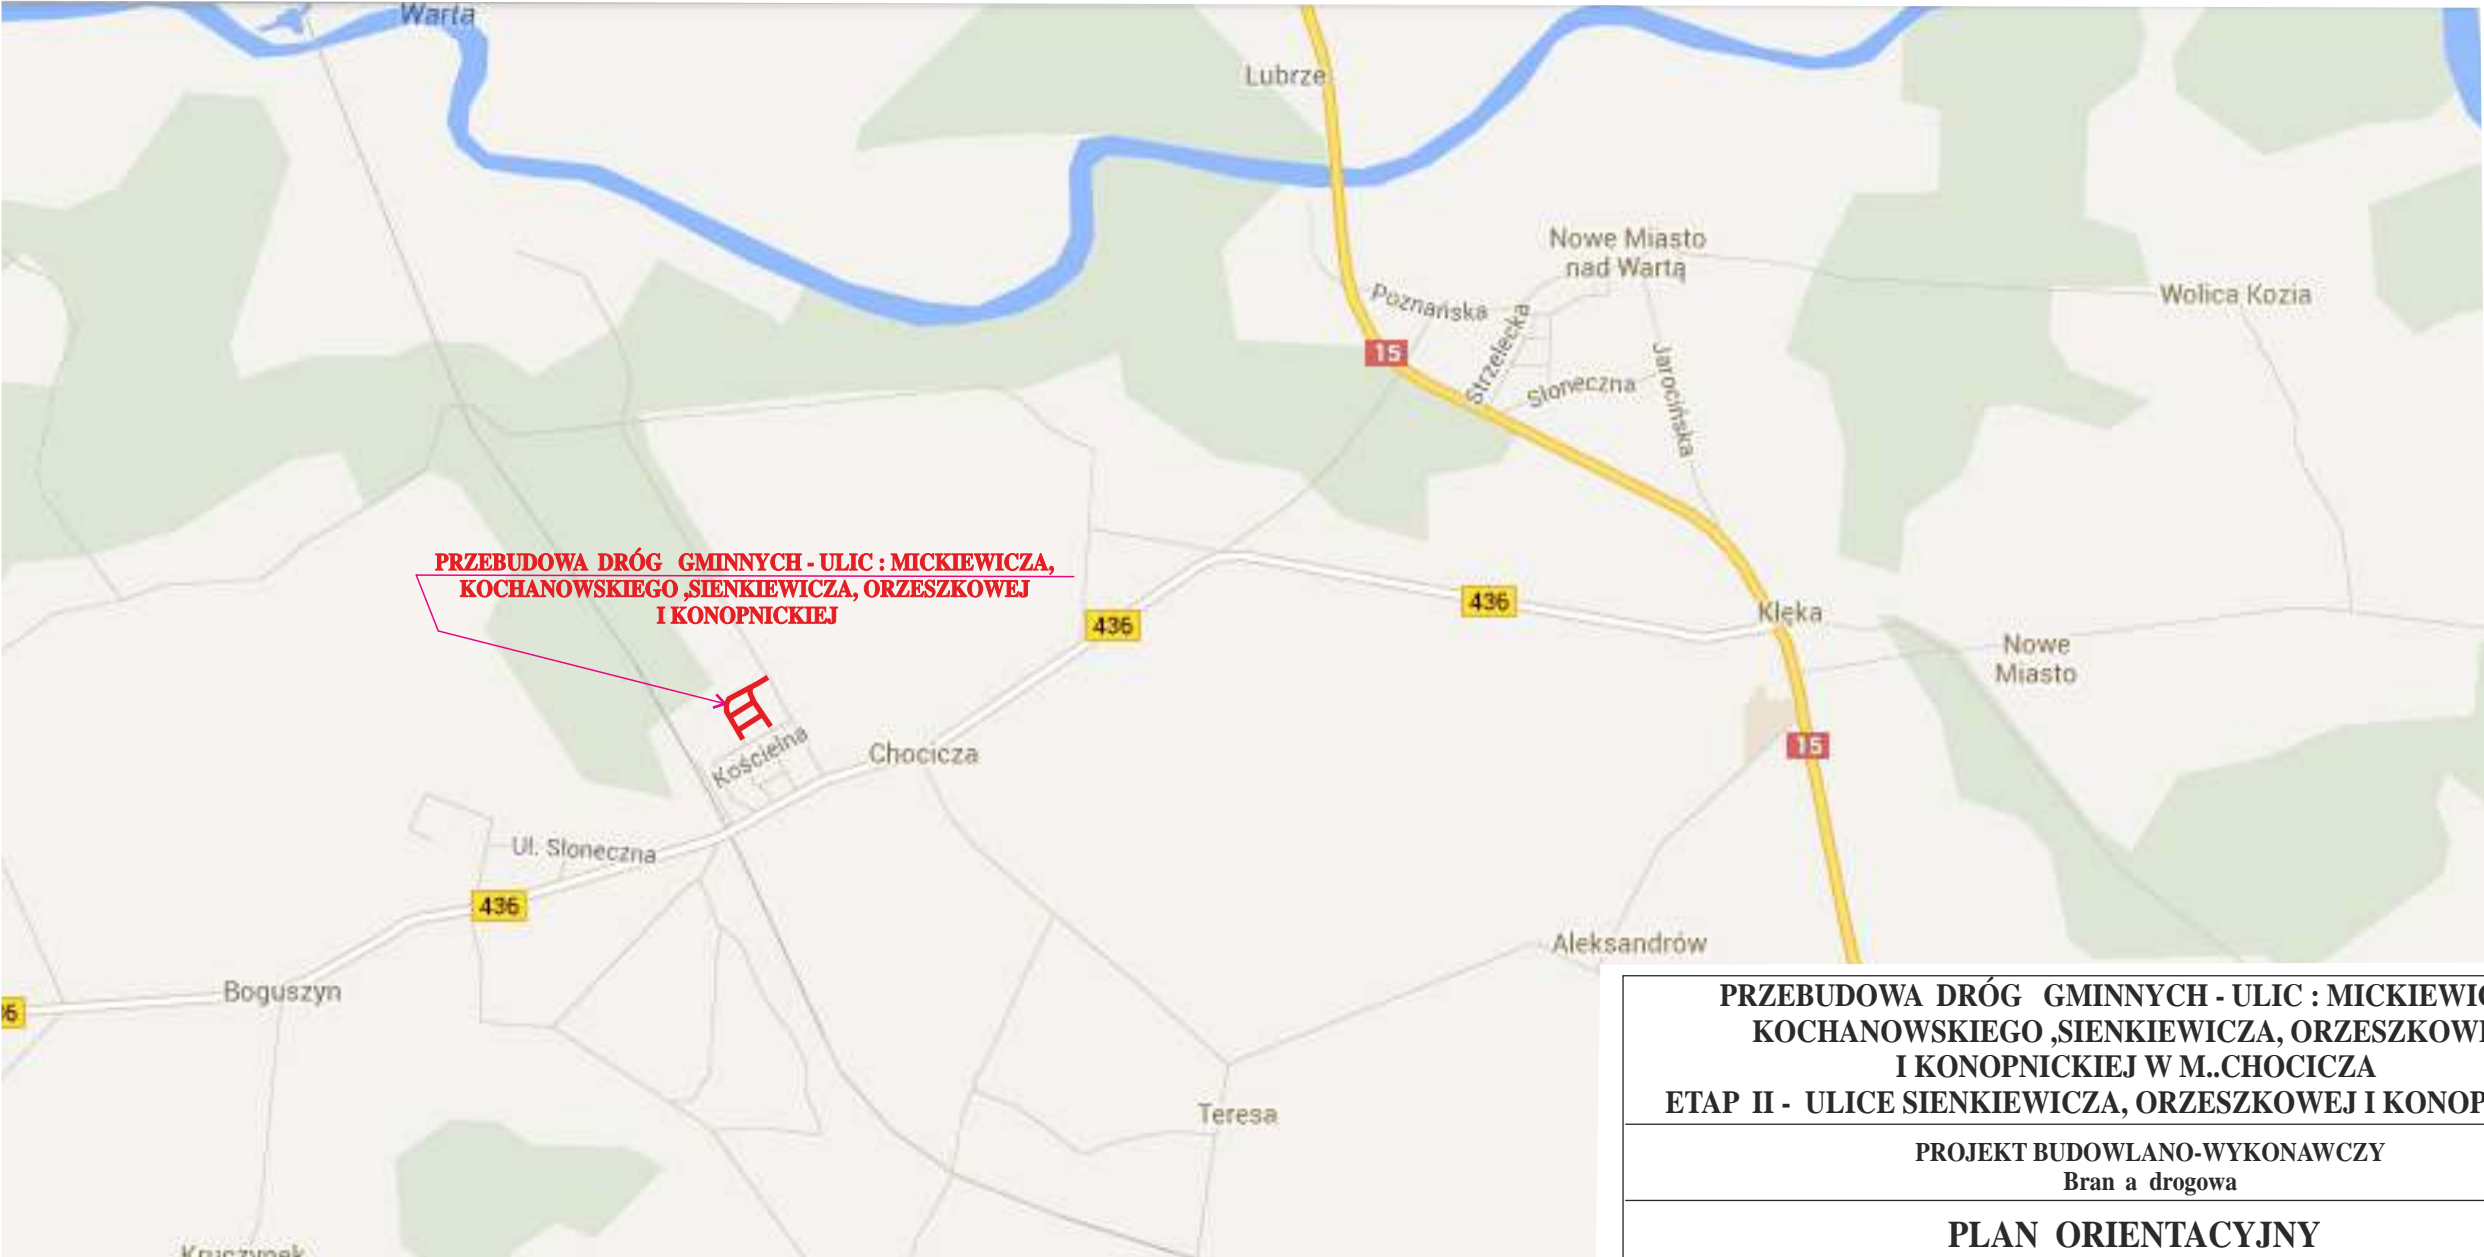 Warta
Lubrze
Nowe Miasto
nad Wartą
Wolica Kozia
Poznańska
Strzelecka
15
Słoneczna
Jarocińska
PRZEBUDOWA DRÓG GMINNYCH - ULIC : MICKIEWICZA,
KOCHANOWSKIEGO ,SIENKIEWICZA, ORZESZKOWEJ
I KONOPNICKIEJ
436
436
Klęka
Nowe
Miasto
Kościelna
Chocicza
15
Ul. Słoneczna
436
Aleksandrów
Boguszyn
36
Teresa
Kruczynek
PRZEBUDOWA DRÓG GMINNYCH - ULIC : MICKIEWI
KOCHANOWSKIEGO ,SIENKIEWICZA, ORZESZKOW
I KONOPNICKIEJ W M..CHOCICZA
ETAP II - ULICE SIENKIEWICZA, ORZESZKOWEJ I KONOP
PROJEKT BUDOWLANO-WYKONAWCZY
Bran a drogowa
PLAN ORIENTACYJNY